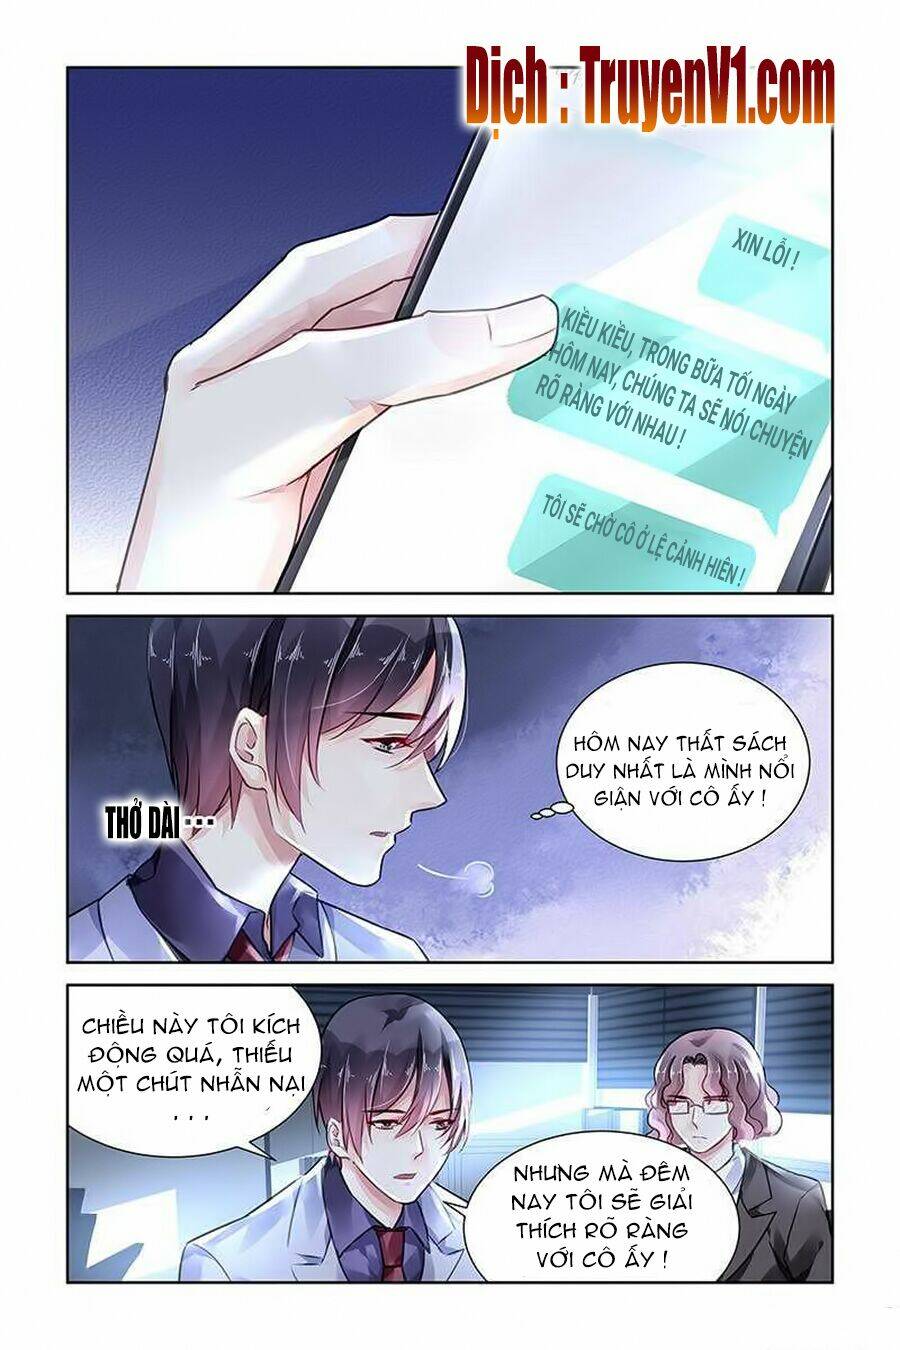 Dịch : TruyenV1.com
XIN LỖI !
KIỀU KIỀU, TRONG BỮA TỐI NGÀY
HÔM NAY, CHÚNG TA SẼ NÓI CHUYỆN
RÕ RÀNG VỚI NHAU !
TÔI SẼ CHỜ CÔ Ở LỆ CẢNH HIÊN !
HÔM NAY THẤT SÁCH
DUY NHẤT LÀ MÌNH NỔI
GIẬN VỚI CÔ ẤY !
THỞ DÀI ...
CHIỀU NÀY TÔI KÍCH
ĐỘNG QUÁ, THIẾU
MỘT CHÚT NHẪN NẠI
. . .
NHƯNG MÀ ĐÊM
NAY TÔI SẼ GIẢI
THÍCH RÕ RÀNG
VỚI CÔ ẤY !